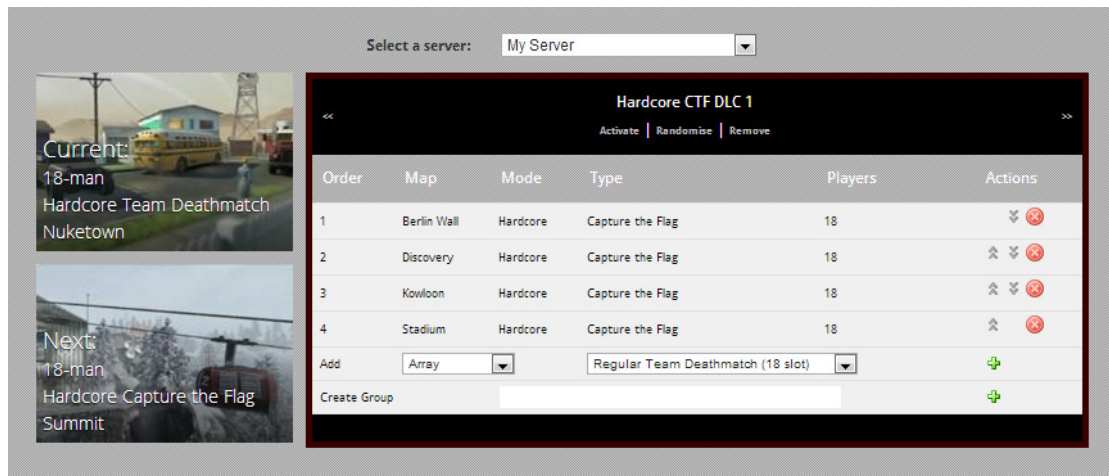 Select a server: My Server
Current:
18-man
Hardcore Team Deathmatch
Nuketown
Next:
18-man
Hardcore Capture the Flag
Summit
<< Hardcore CTF DLC 1 >>
Activate | Randomise | Remove
Order Map Mode Type Players Actions
1 Berlin Wall Hardcore Capture the Flag 18
2 Discovery Hardcore Capture the Flag 18
3 Kowloon Hardcore Capture the Flag 18
4 Stadium Hardcore Capture the Flag 18
Add Array Regular Team Deathmatch (18 slot)
Create Group